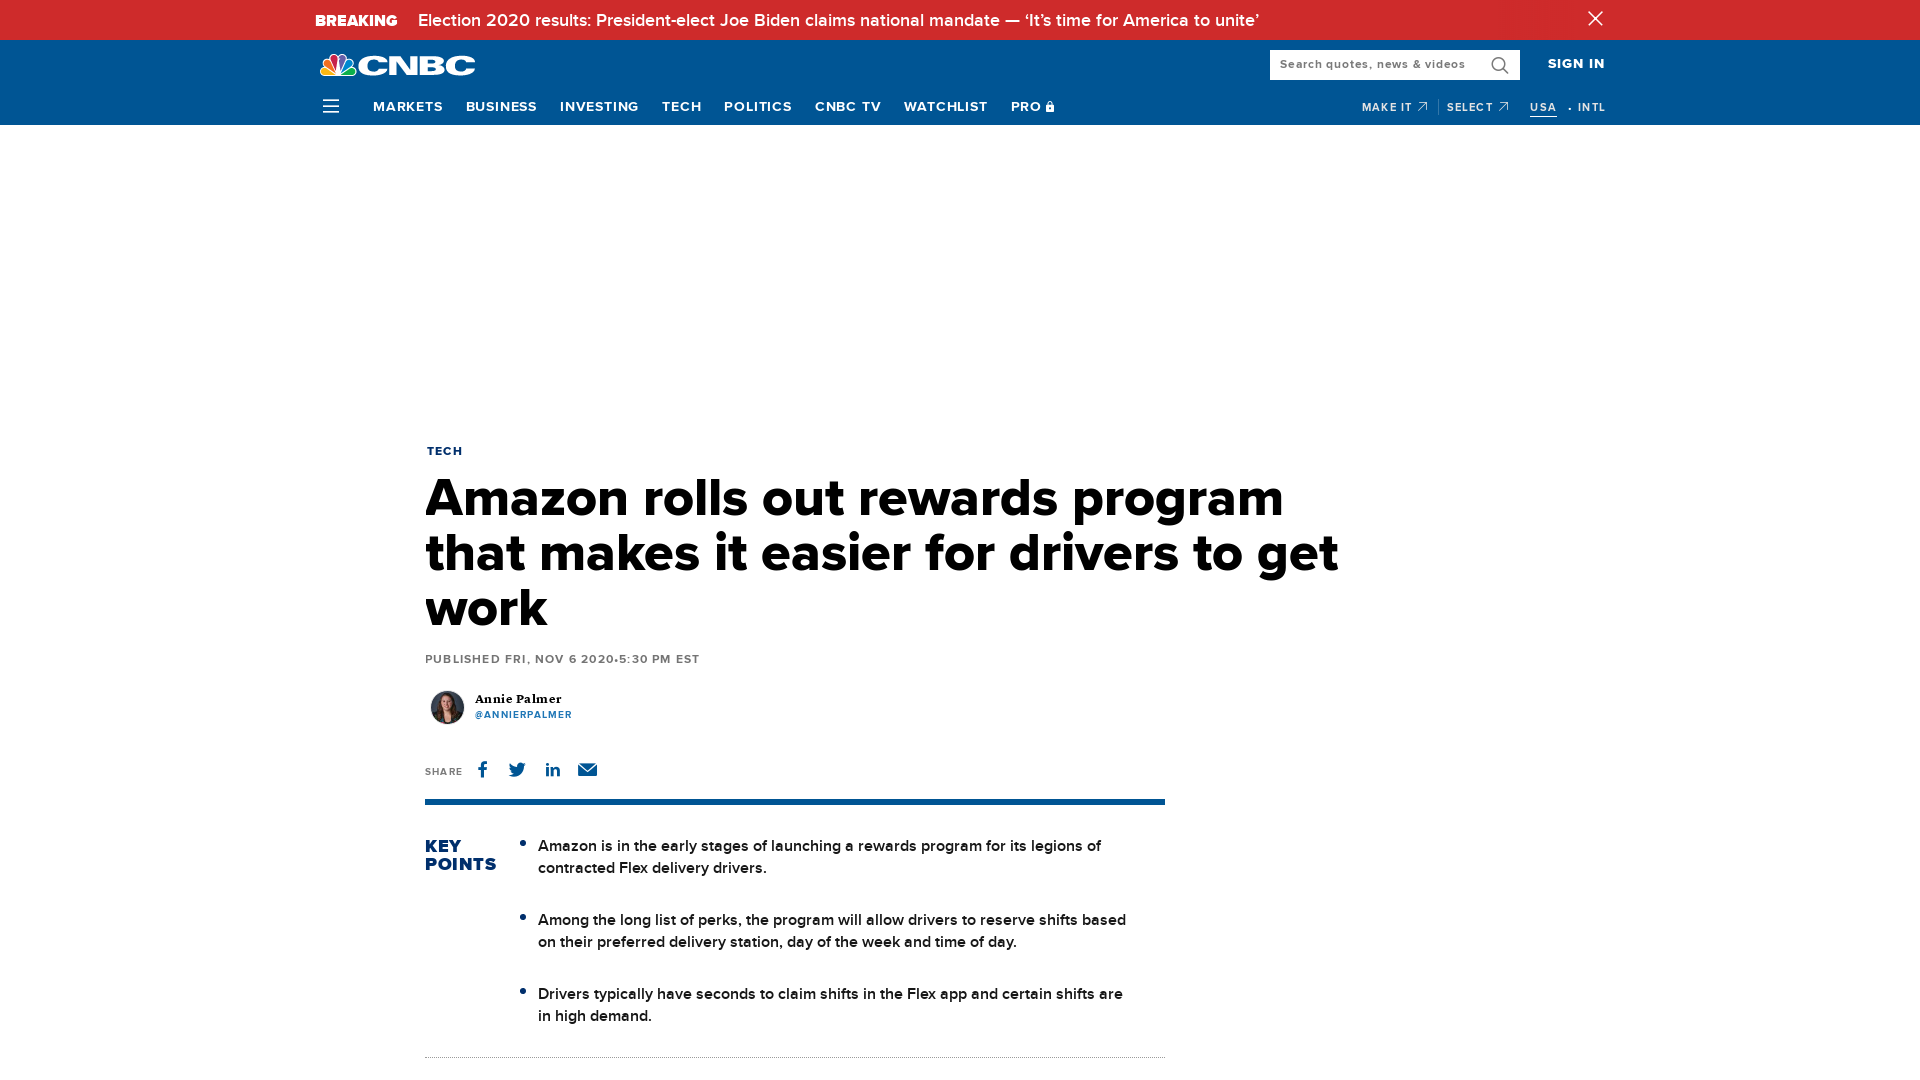 BREAKING Election 2020 results: President-elect Joe Biden claims national mandate — ‘It’s time for America to unite’
CNBC
Search quotes, news & videos
SIGN IN
MARKETS BUSINESS INVESTING TECH POLITICS CNBC TV WATCHLIST PRO
MAKE IT SELECT USA • INTL
TECH
Amazon rolls out rewards program
that makes it easier for drivers to get
work
PUBLISHED FRI, NOV 6 2020•5:30 PM EST
Annie Palmer
@ANNIERPALMER
SHARE
KEY
POINTS
Amazon is in the early stages of launching a rewards program for its legions of
contracted Flex delivery drivers.
Among the long list of perks, the program will allow drivers to reserve shifts based
on their preferred delivery station, day of the week and time of day.
Drivers typically have seconds to claim shifts in the Flex app and certain shifts are
in high demand.